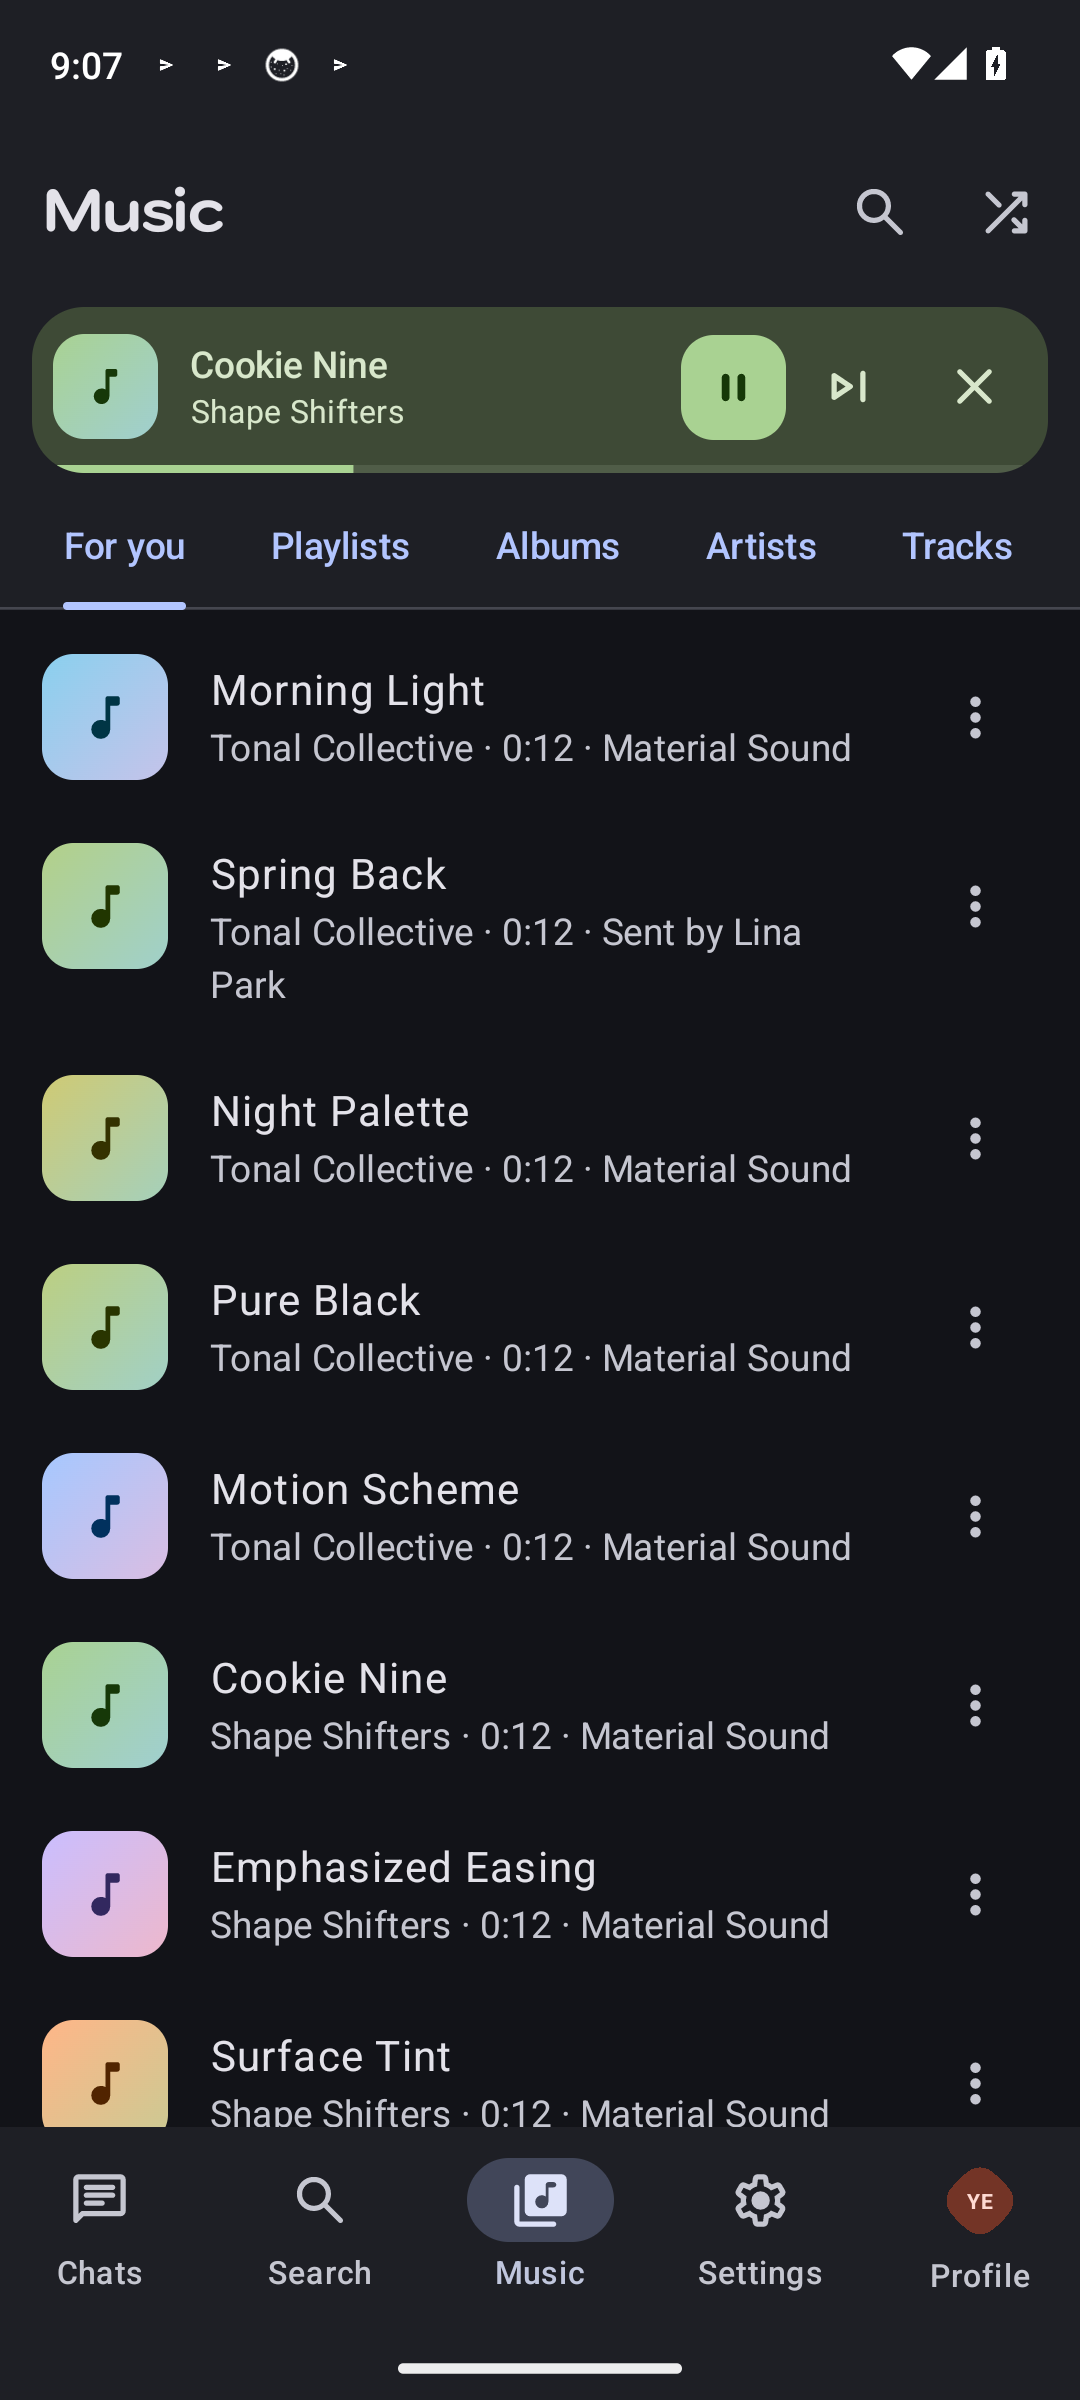 9:07
Music
Cookie Nine
Shape Shifters
For you
Playlists
Albums
Artists
Tracks
Morning Light
Tonal Collective · 0:12 · Material Sound
Spring Back
Tonal Collective · 0:12 · Sent by Lina
Park
Night Palette
Tonal Collective · 0:12 · Material Sound
Pure Black
Tonal Collective · 0:12 · Material Sound
Motion Scheme
Tonal Collective · 0:12 · Material Sound
Cookie Nine
Shape Shifters · 0:12 · Material Sound
Emphasized Easing
Shape Shifters · 0:12 · Material Sound
Surface Tint
Shape Shifters · 0:12 · Material Sound
Chats
Search
Music
Settings
YE
Profile